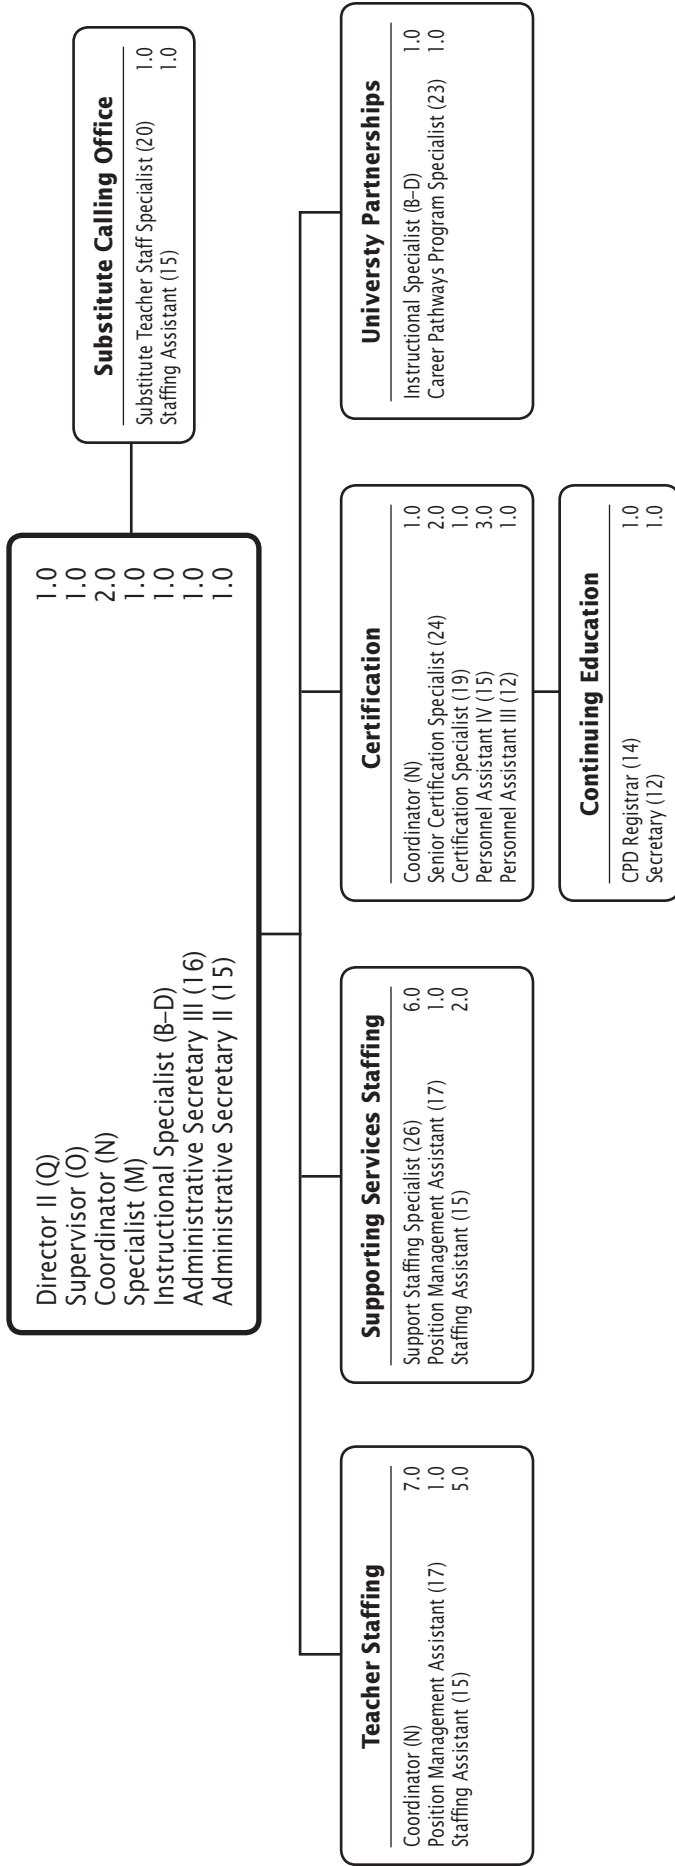 Director II (Q) 1.0
Supervisor (O) 1.0
Coordinator (N) 2.0
Specialist (M) 1.0
Instructional Specialist (B–D) 1.0
Administrative Secretary III (16) 1.0
Administrative Secretary II (15) 1.0
Substitute Calling Office
Substitute Teacher Staff Specialist (20) 1.0
Staffing Assistant (15) 1.0
Teacher Staffing
Coordinator (N) 7.0
Position Management Assistant (17) 1.0
Staffing Assistant (15) 5.0
Supporting Services Staffing
Support Staffing Specialist (26) 6.0
Position Management Assistant (17) 1.0
Staffing Assistant (15) 2.0
Certification
Coordinator (N) 1.0
Senior Certification Specialist (24) 2.0
Certification Specialist (19) 1.0
Personnel Assistant IV (15) 3.0
Personnel Assistant III (12) 1.0
Universty Partnerships
Instructional Specialist (B–D) 1.0
Career Pathways Program Specialist (23) 1.0
Continuing Education
CPD Registrar (14) 1.0
Secretary (12) 1.0